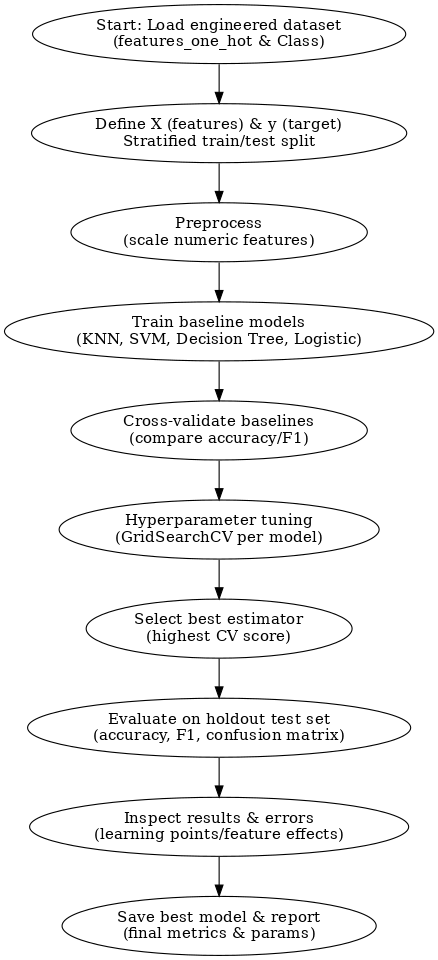 Start: Load engineered dataset
(features_one_hot & Class)
Define X (features) & y (target)
Stratified train/test split
Preprocess
(scale numeric features)
Train baseline models
(KNN, SVM, Decision Tree, Logistic)
Cross-validate baselines
(compare accuracy/F1)
Hyperparameter tuning
(GridSearchCV per model)
Select best estimator
(highest CV score)
Evaluate on holdout test set
(accuracy, F1, confusion matrix)
Inspect results & errors
(learning points/feature effects)
Save best model & report
(final metrics & params)